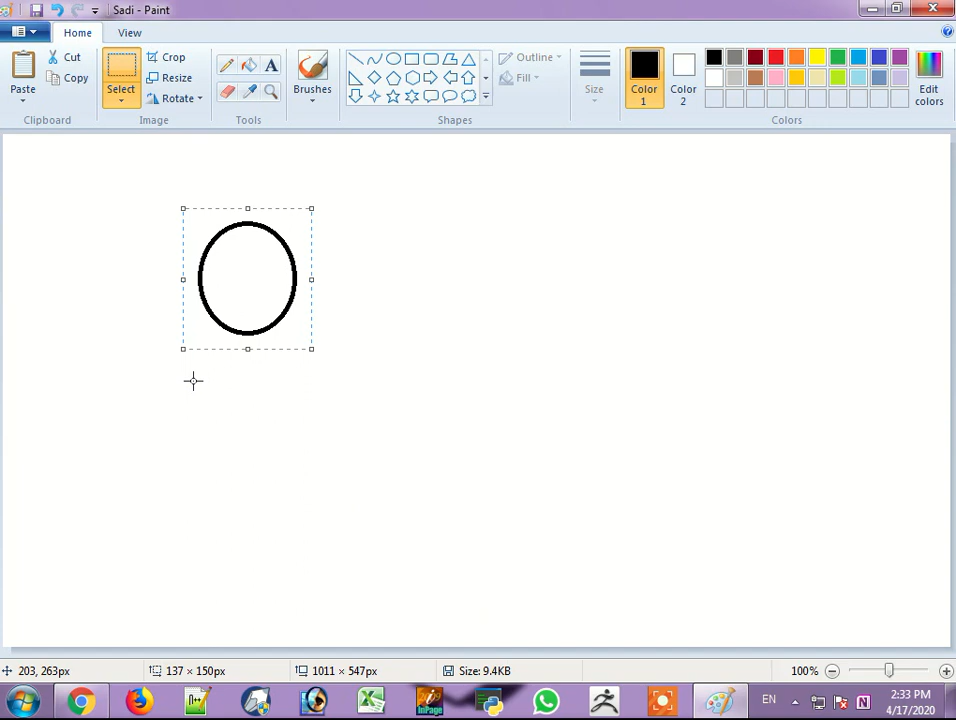 Sadi - Paint
Home View
Paste
Cut
Copy
Clipboard
Select
Crop
Resize
Rotate
Image
A
Tools
Brushes
Outline
Fill
Shapes
Size
Color 1
Color 2
Edit colors
Colors
203, 263px 137 × 150px 1011 × 547px Size: 9.4KB 100%
EN 2:33 PM
4/17/2020